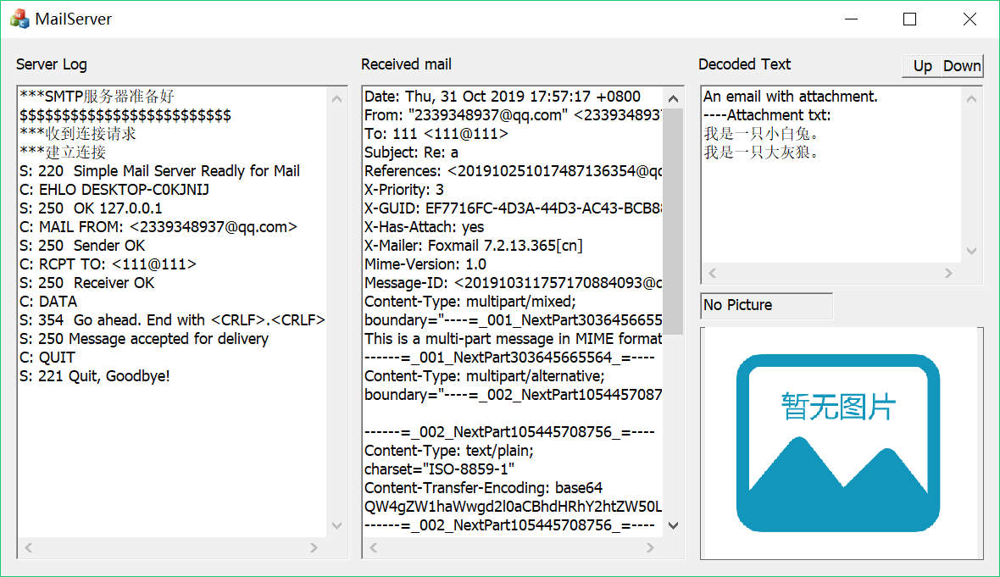 MailServer
Server Log
***SMTP服务器准备好
$$$$$$$$$$$$$$$$$$$$$$$$$
***收到连接请求
***建立连接
S: 220  Simple Mail Server Readly for Mail
C: EHLO DESKTOP-C0KJNIJ
S: 250  OK 127.0.0.1
C: MAIL FROM: <2339348937@qq.com>
S: 250  Sender OK
C: RCPT TO: <111@111>
S: 250  Receiver OK
C: DATA
S: 354  Go ahead. End with <CRLF>.<CRLF>
S: 250 Message accepted for delivery
C: QUIT
S: 221 Quit, Goodbye!
Received mail
Date: Thu, 31 Oct 2019 17:57:17 +0800
From: "2339348937@qq.com" <233934893
To: 111 <111@111>
Subject: Re: a
References: <201910251017487136354@qq
X-Priority: 3
X-GUID: EF7716FC-4D3A-44D3-AC43-BCB8
X-Has-Attach: yes
X-Mailer: Foxmail 7.2.13.365[cn]
Mime-Version: 1.0
Message-ID: <201910311757170884093@
Content-Type: multipart/mixed;
boundary="----=_001_NextPart3036456655
This is a multi-part message in MIME format
------=_001_NextPart303645665564_=----
Content-Type: multipart/alternative;
boundary="----=_002_NextPart1054457087
------=_002_NextPart105445708756_=----
Content-Type: text/plain;
charset="ISO-8859-1"
Content-Transfer-Encoding: base64
QW4gZW1haWwgd2l0aCBhdHRhY2htZW50L
------=_002_NextPart105445708756_=----
Decoded Text
Up
Down
An email with attachment.
----Attachment txt:
我是一只小白兔。
我是一只大灰狼。
No Picture
暂无图片